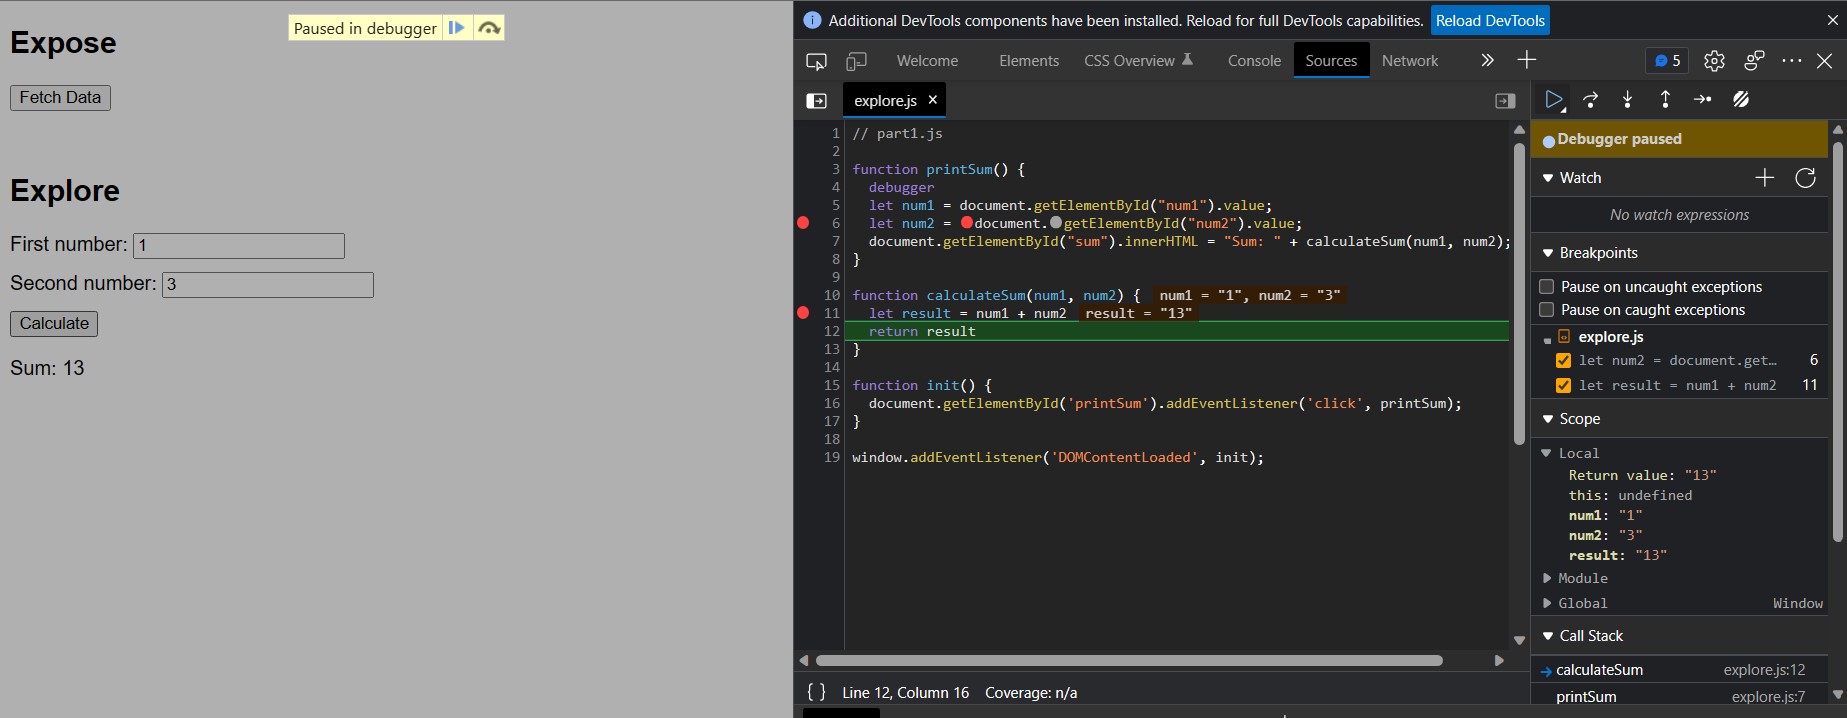 Expose
Paused in debugger
Fetch Data
Explore
First number: 1
Second number: 3
Calculate
Sum: 13
Additional DevTools components have been installed. Reload for full DevTools capabilities. Reload DevTools
Welcome Elements CSS Overview Console Sources Network 5
explore.js
1 // part1.js
2
3 function printSum() {
4 debugger
5 let num1 = document.getElementById("num1").value;
6 let num2 = document.getElementById("num2").value;
7 document.getElementById("sum").innerHTML = "Sum: " + calculateSum(num1, num2);
8 }
9
10 function calculateSum(num1, num2) { num1 = "1", num2 = "3"
11 let result = num1 + num2 result = "13"
12 return result
13 }
14
15 function init() {
16 document.getElementById('printSum').addEventListener('click', printSum);
17 }
18
19 window.addEventListener('DOMContentLoaded', init);
{ } Line 12, Column 16 Coverage: n/a
Debugger paused
Watch
No watch expressions
Breakpoints
Pause on uncaught exceptions
Pause on caught exceptions
explore.js
let num2 = document.get… 6
let result = num1 + num2 11
Scope
Local
Return value: "13"
this: undefined
num1: "1"
num2: "3"
result: "13"
Module
Global Window
Call Stack
calculateSum explore.js:12
printSum explore.js:7